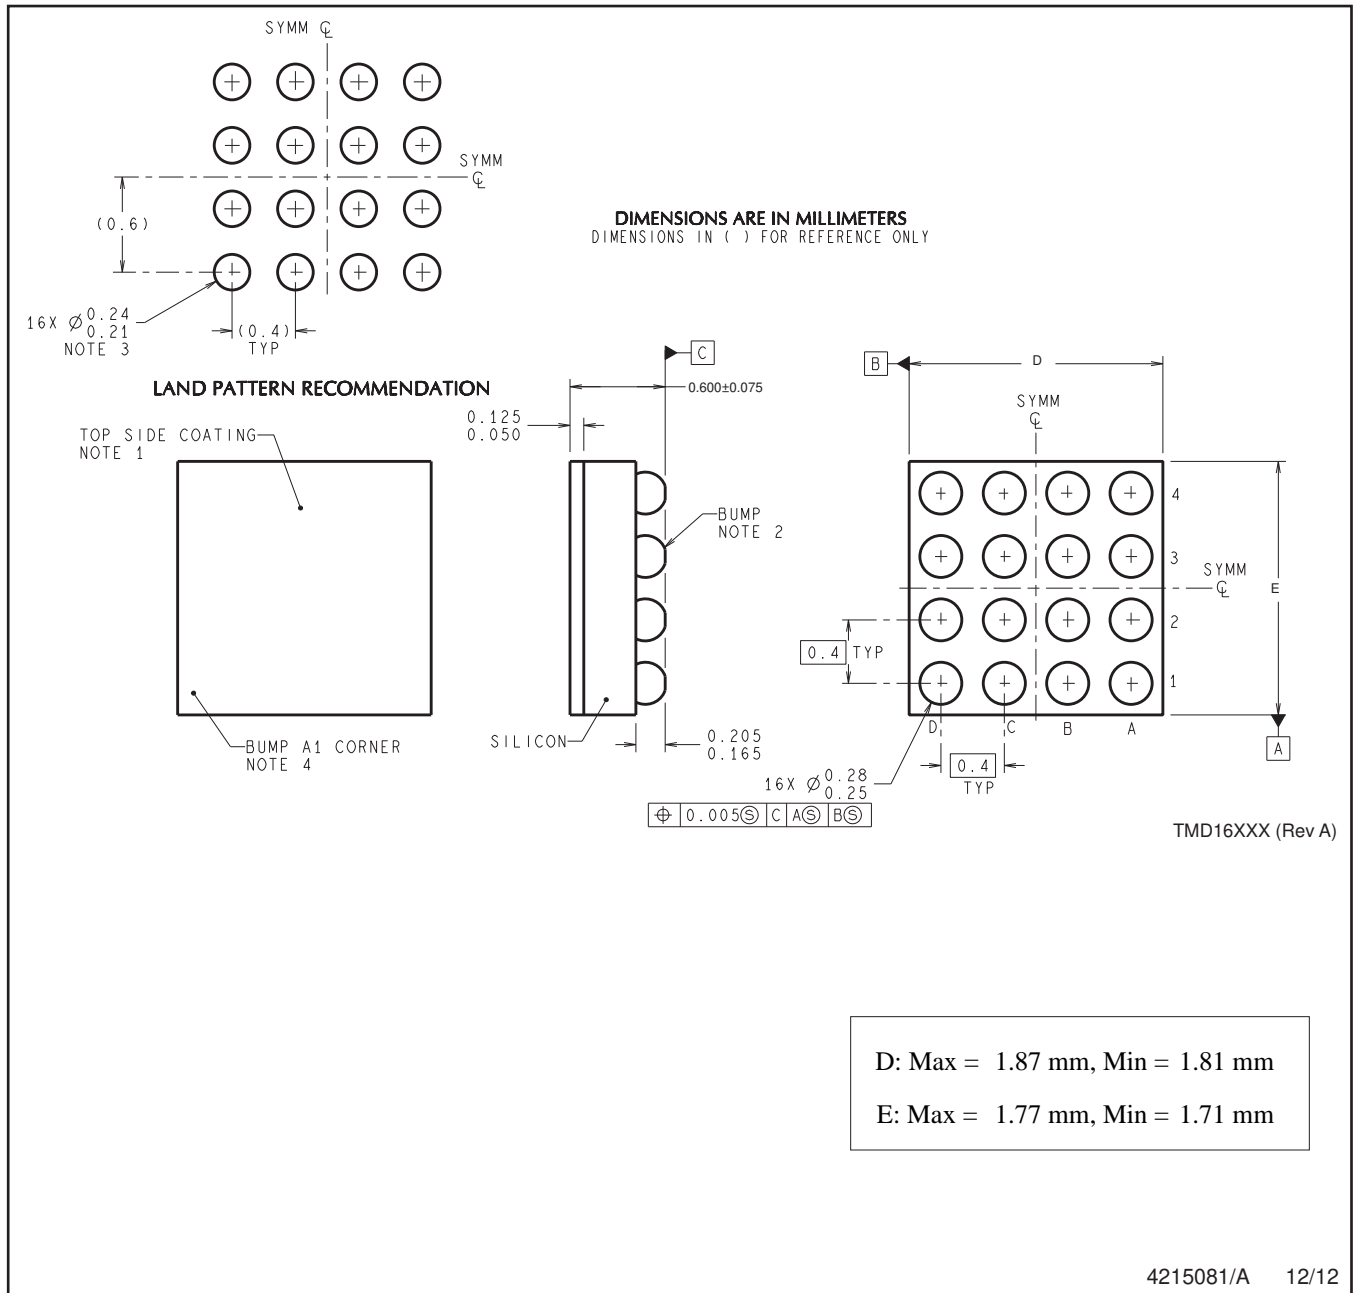 SYMM ℄
SYMM
℄
(0.6)
DIMENSIONS ARE IN MILLIMETERS
DIMENSIONS IN ( ) FOR REFERENCE ONLY
16X ⌀ 0.24
0.21
NOTE 3
(0.4)
TYP
LAND PATTERN RECOMMENDATION
C
0.600±0.075
B
D
SYMM
℄
0.125
0.050
TOP SIDE COATING
NOTE 1
BUMP
NOTE 2
4
3
2
1
SYMM
℄
E
0.4 TYP
BUMP A1 CORNER
NOTE 4
SILICON
0.205
0.165
D C B A
A
0.4
TYP
16X ⌀ 0.28
0.25
⌖ 0.005Ⓢ C AⓈ BⓈ
TMD16XXX (Rev A)
D: Max = 1.87 mm, Min = 1.81 mm
E: Max = 1.77 mm, Min = 1.71 mm
4215081/A 12/12